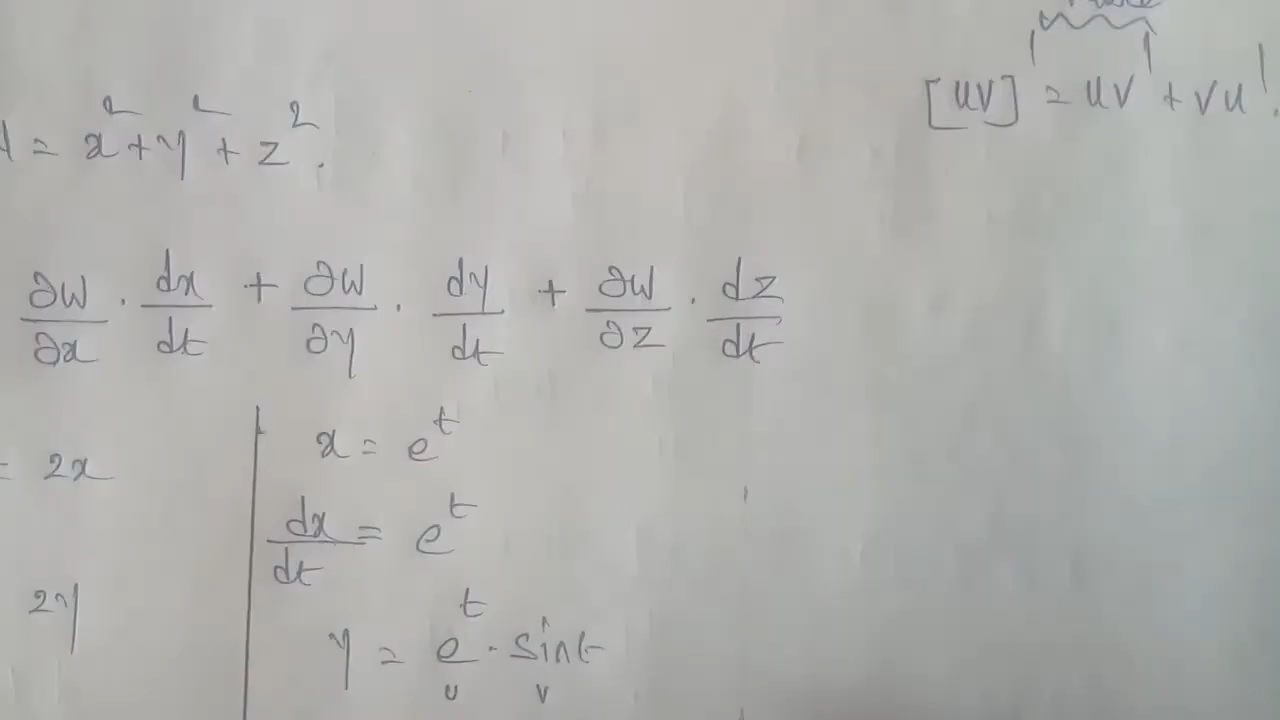 [uv]' = uv' + vu'.
= x² + y² + z².
∂w/∂x · dx/dt + ∂w/∂y · dy/dt + ∂w/∂z · dz/dt
= 2x
x = e^t
dx/dt = e^t
2y
y = e^t · sint
u v